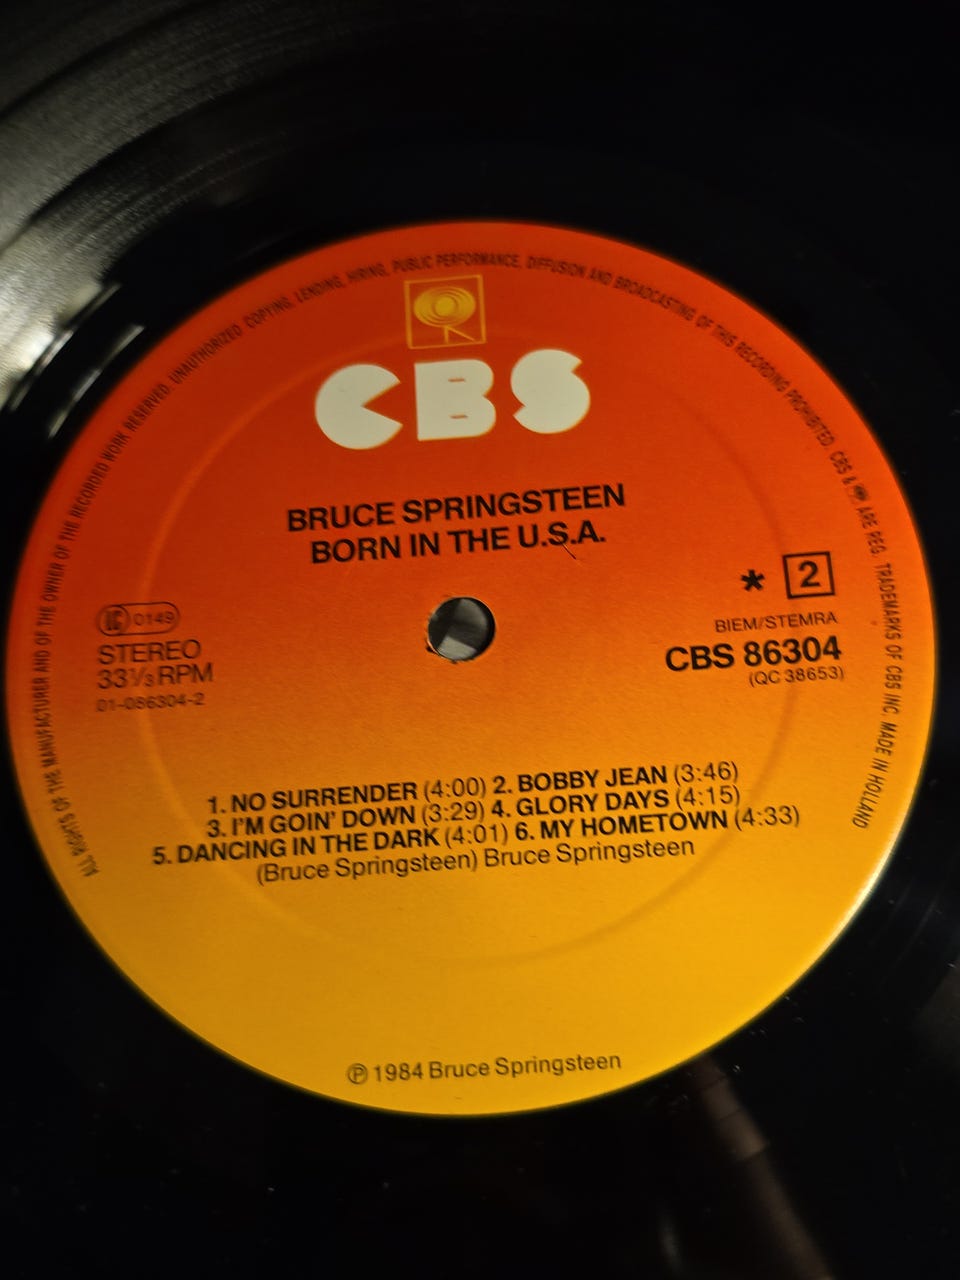 ALL RIGHTS OF THE MANUFACTURER AND OF THE OWNER OF THE RECORDED WORK RESERVED. UNAUTHORIZED COPYING, LENDING, HIRING, PUBLIC PERFORMANCE, DIFFUSION AND BROADCASTING OF THIS RECORDING PROHIBITED. CBS & ARE REG. TRADEMARKS OF CBS INC. MADE IN HOLLAND
CBS
BRUCE SPRINGSTEEN
BORN IN THE U.S.A.
* 2
LC 0149
BIEM/STEMRA
STEREO
CBS 86304
33⅓ RPM
(QC 38653)
01-086304-2
1. NO SURRENDER (4:00) 2. BOBBY JEAN (3:46)
3. I'M GOIN' DOWN (3:29) 4. GLORY DAYS (4:15)
5. DANCING IN THE DARK (4:01) 6. MY HOMETOWN (4:33)
(Bruce Springsteen) Bruce Springsteen
℗ 1984 Bruce Springsteen